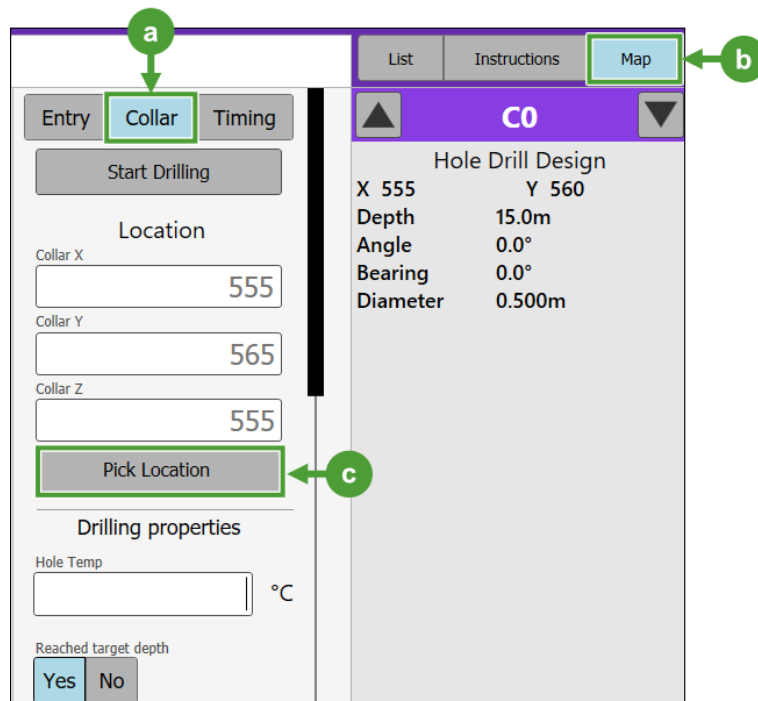 a
List Instructions Map
b
Entry Collar Timing
C0
Start Drilling
Hole Drill Design
X 555 Y 560
Depth 15.0m
Angle 0.0°
Bearing 0.0°
Diameter 0.500m
Location
Collar X
555
Collar Y
565
Collar Z
555
Pick Location
c
Drilling properties
Hole Temp
°C
Reached target depth
Yes No